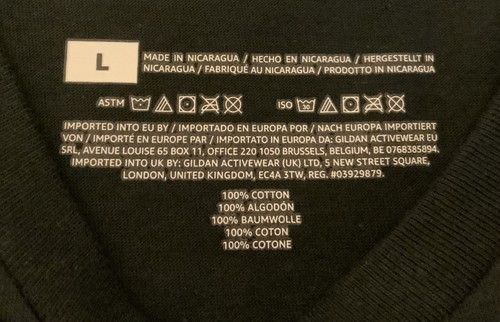 L
MADE IN NICARAGUA / HECHO EN NICARAGUA / HERGESTELLT IN
NICARAGUA / FABRIQUÉ AU NICARAGUA / PRODOTTO IN NICARAGUA
ASTM ISO
IMPORTED INTO EU BY / IMPORTADO EN EUROPA POR / NACH EUROPA IMPORTIERT
VON / IMPORTÉ EN EUROPE PAR / IMPORTATO IN EUROPA DA: GILDAN ACTIVEWEAR EU
SRL, AVENUE LOUISE 65 BOX 11, OFFICE 220 1050 BRUSSELS, BELGIUM, BE 0768385894.
IMPORTED INTO UK BY: GILDAN ACTIVEWEAR (UK) LTD, 5 NEW STREET SQUARE,
LONDON, UNITED KINGDOM, EC4A 3TW, REG. #03929879.
100% COTTON
100% ALGODÓN
100% BAUMWOLLE
100% COTON
100% COTONE